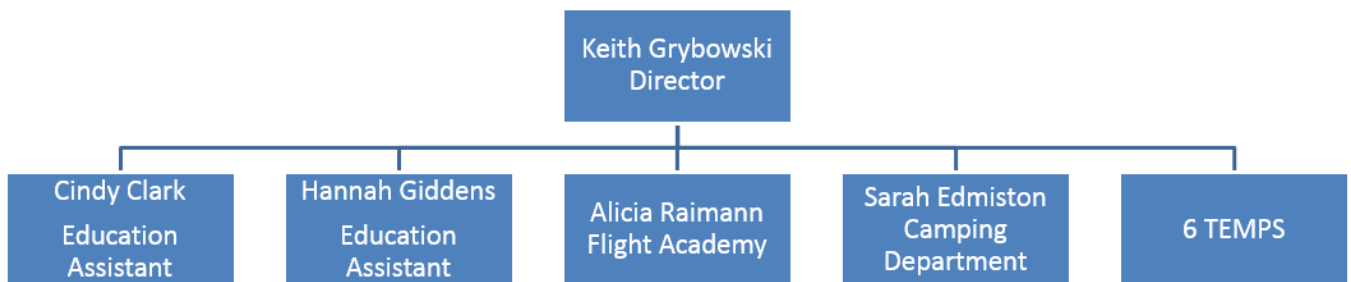 Keith Grybowski
Director
Cindy Clark
Education
Assistant
Hannah Giddens
Education
Assistant
Alicia Raimann
Flight Academy
Sarah Edmiston
Camping
Department
6 TEMPS